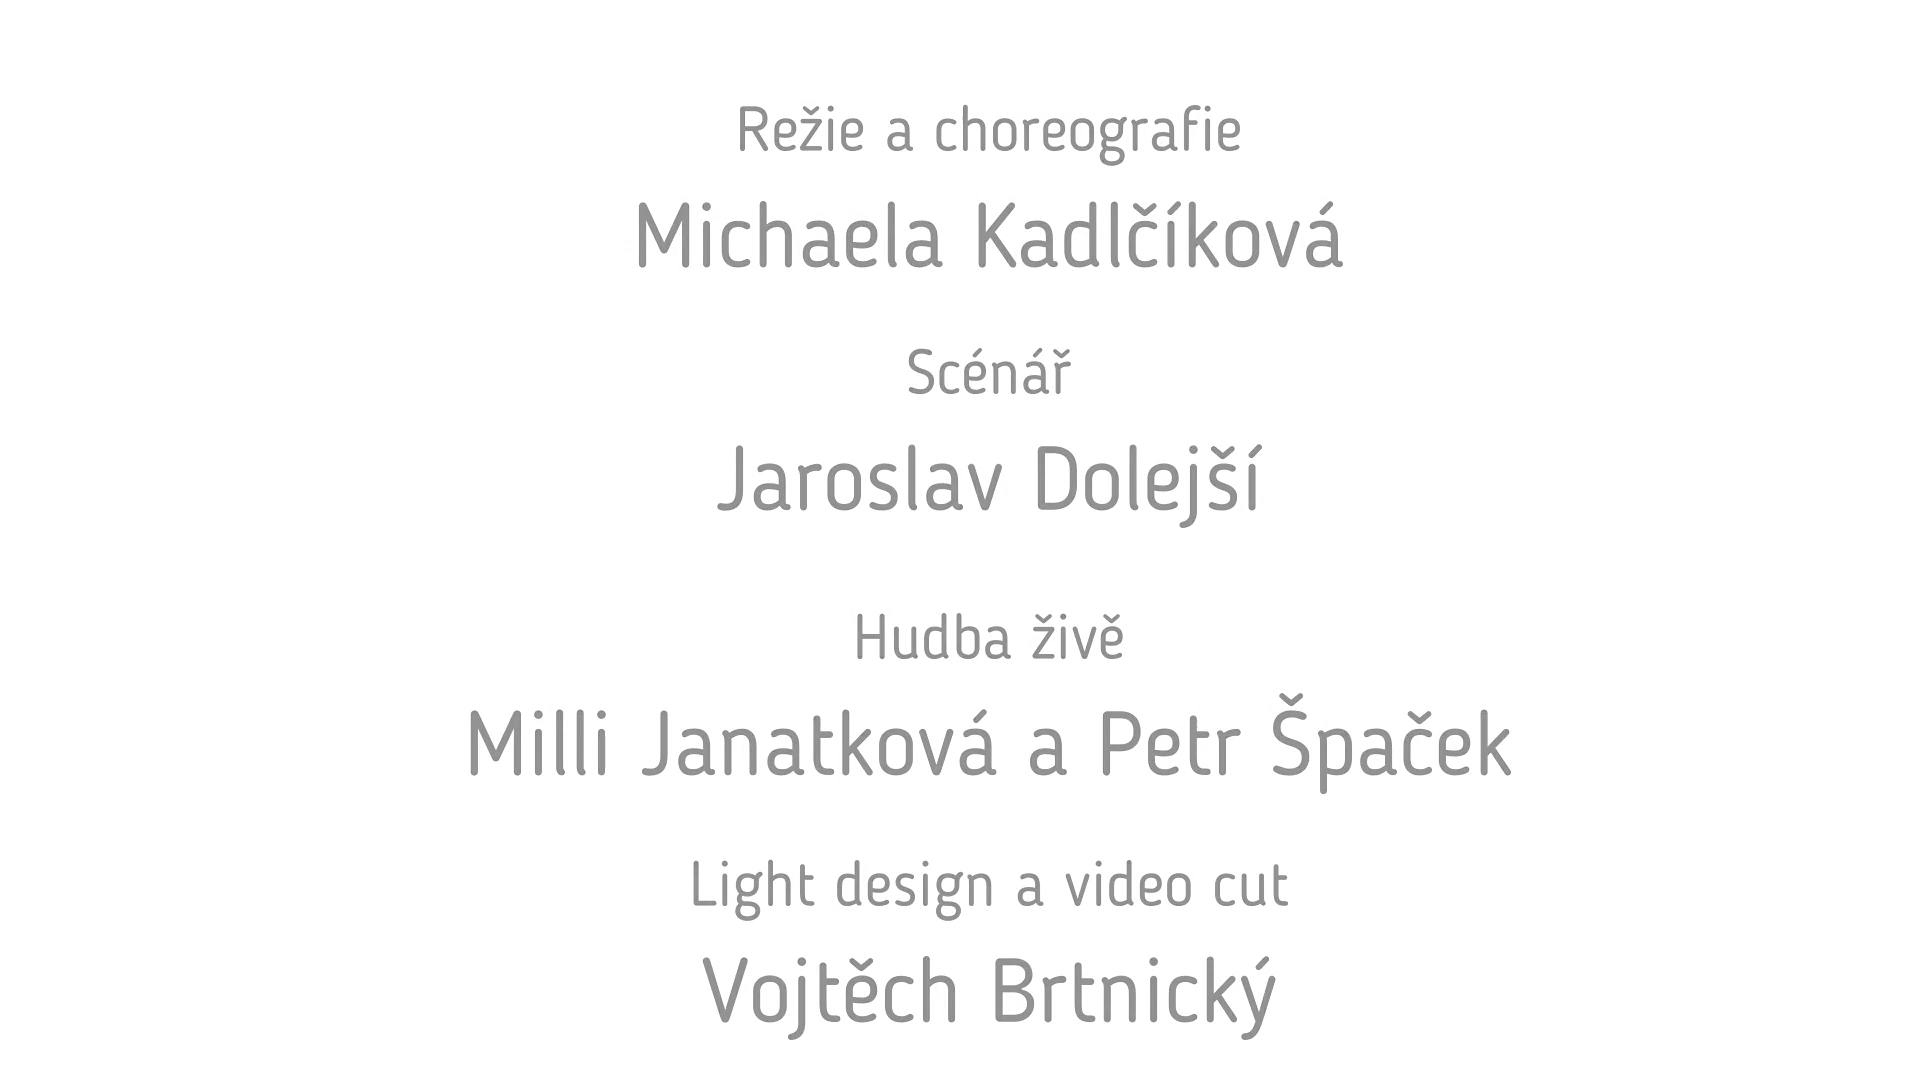 Režie a choreografie
Michaela Kadlčíková
Scénář
Jaroslav Dolejší
Hudba živě
Milli Janatková a Petr Špaček
Light design a video cut
Vojtěch Brtnický